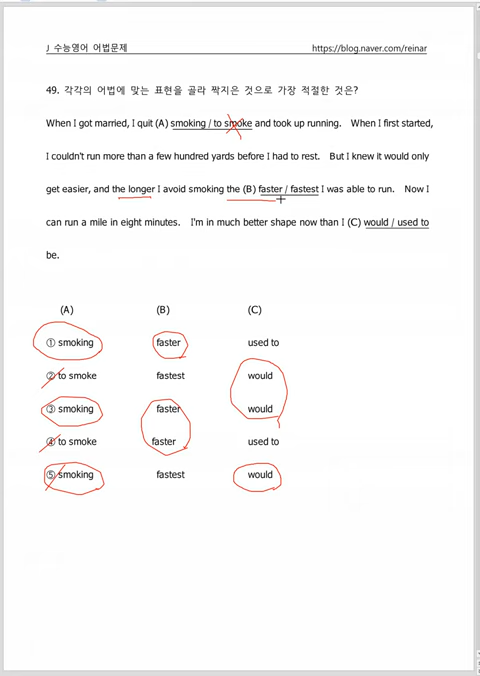 J 수능영어 어법문제 https://blog.naver.com/reinar
49. 각각의 어법에 맞는 표현을 골라 짝지은 것으로 가장 적절한 것은?
When I got married, I quit (A) smoking / to smoke and took up running. When I first started,
I couldn't run more than a few hundred yards before I had to rest. But I knew it would only
get easier, and the longer I avoid smoking the (B) faster / fastest I was able to run. Now I
can run a mile in eight minutes. I'm in much better shape now than I (C) would / used to
be.
(A) (B) (C)
① smoking faster used to
② to smoke fastest would
③ smoking faster would
④ to smoke faster used to
⑤ smoking fastest would